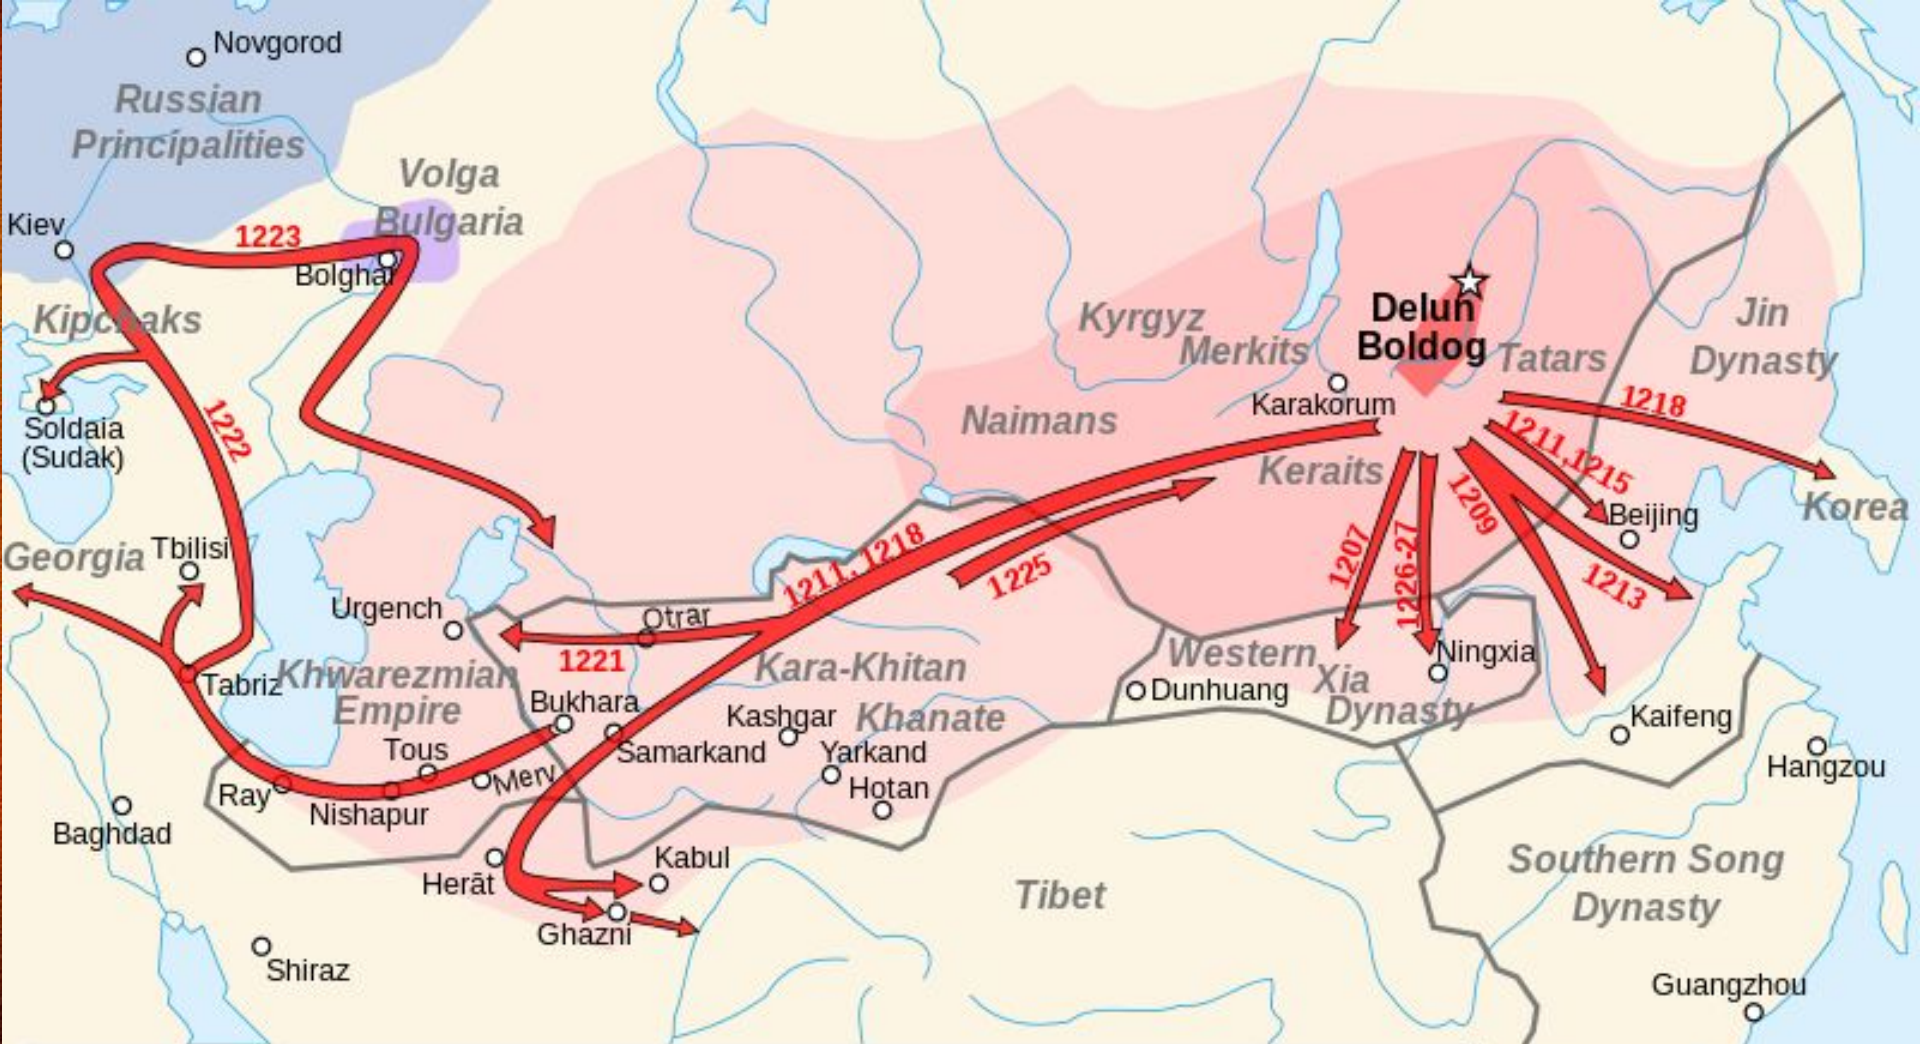 Novgorod
Russian
Principalities
Volga
Bulgaria
Kiev
1223
Bolghar
Kipchaks
Soldaia
(Sudak)
1222
Georgia
Tbilisi
Tabriz
Urgench
Khwarezmian
Empire
Otrar
1221
1211, 1218
1225
Kara-Khitan
Khanate
Bukhara
Samarkand
Kashgar
Yarkand
Hotan
Tous
Merv
Ray
Nishapur
Baghdad
Herāt
Kabul
Ghazni
Shiraz
Kyrgyz
Merkits
Naimans
Keraits
Karakorum
Delun
Boldog
Tatars
Jin
Dynasty
1218
1211,1215
1209
1207
1226-27
1213
Beijing
Korea
Western
Xia
Dynasty
Ningxia
Dunhuang
Kaifeng
Hangzou
Tibet
Southern Song
Dynasty
Guangzhou